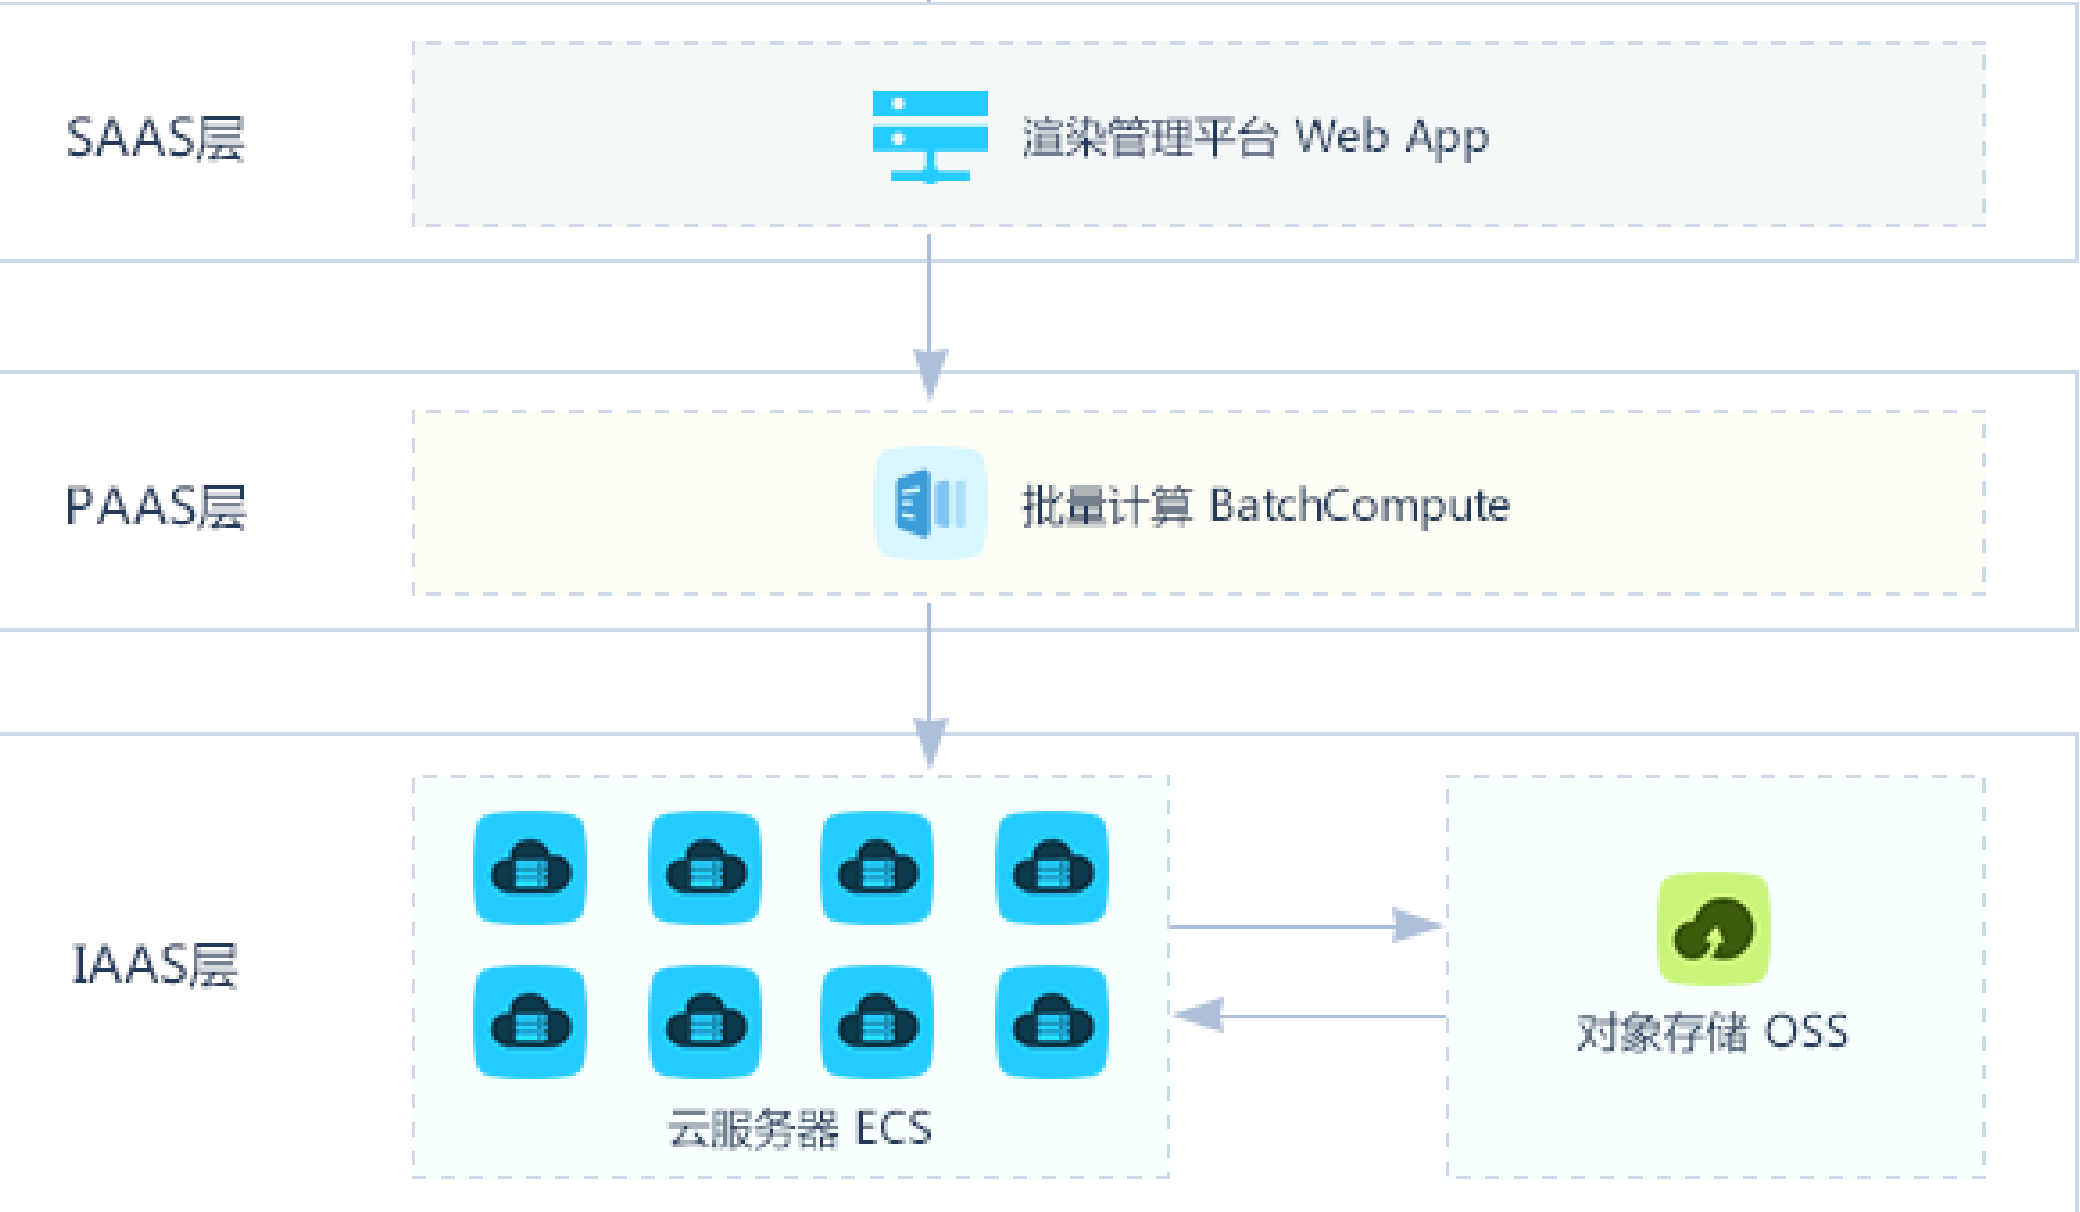 SAAS层
渲染管理平台 Web App
PAAS层
批量计算 BatchCompute
IAAS层
云服务器 ECS
对象存储 OSS